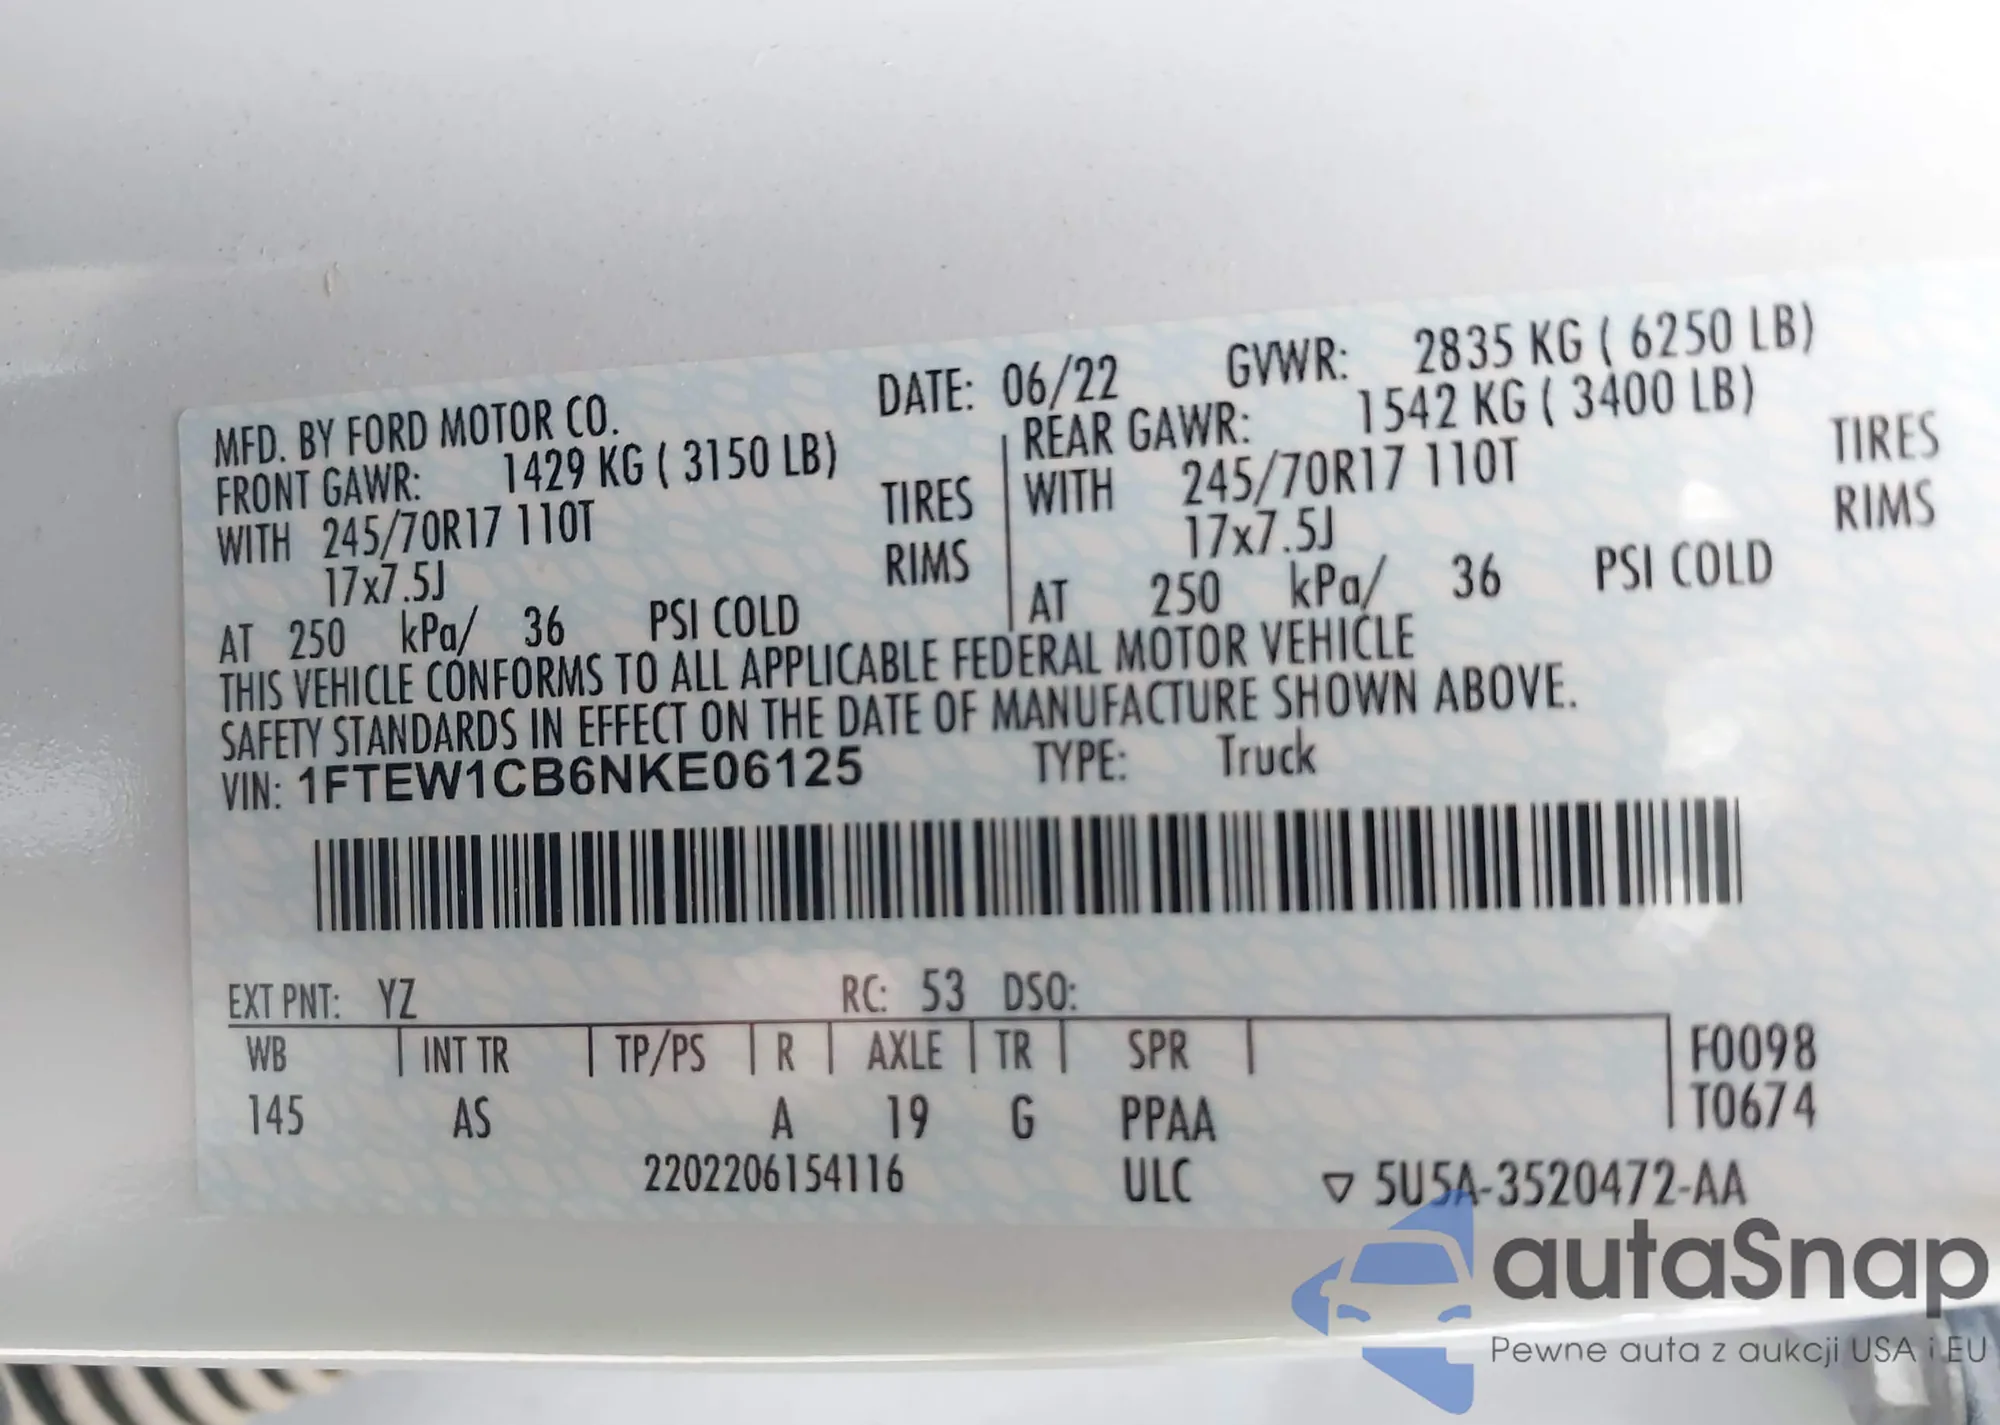 MFD. BY FORD MOTOR CO. DATE: 06/22 GVWR: 2835 KG ( 6250 LB)
FRONT GAWR: 1429 KG ( 3150 LB) REAR GAWR: 1542 KG ( 3400 LB)
WITH 245/70R17 110T TIRES WITH 245/70R17 110T TIRES
17x7.5J RIMS 17x7.5J RIMS
AT 250 kPa/ 36 PSI COLD AT 250 kPa/ 36 PSI COLD
THIS VEHICLE CONFORMS TO ALL APPLICABLE FEDERAL MOTOR VEHICLE
SAFETY STANDARDS IN EFFECT ON THE DATE OF MANUFACTURE SHOWN ABOVE.
VIN: 1FTEW1CB6NKE06125 TYPE: Truck
EXT PNT: YZ RC: 53 DSO:
WB INT TR TP/PS R AXLE TR SPR F0098
145 AS A 19 G PPAA T0674
2202206154116 ULC ▽ 5U5A-3520472-AA
autaSnap
Pewne auta z aukcji USA i EU